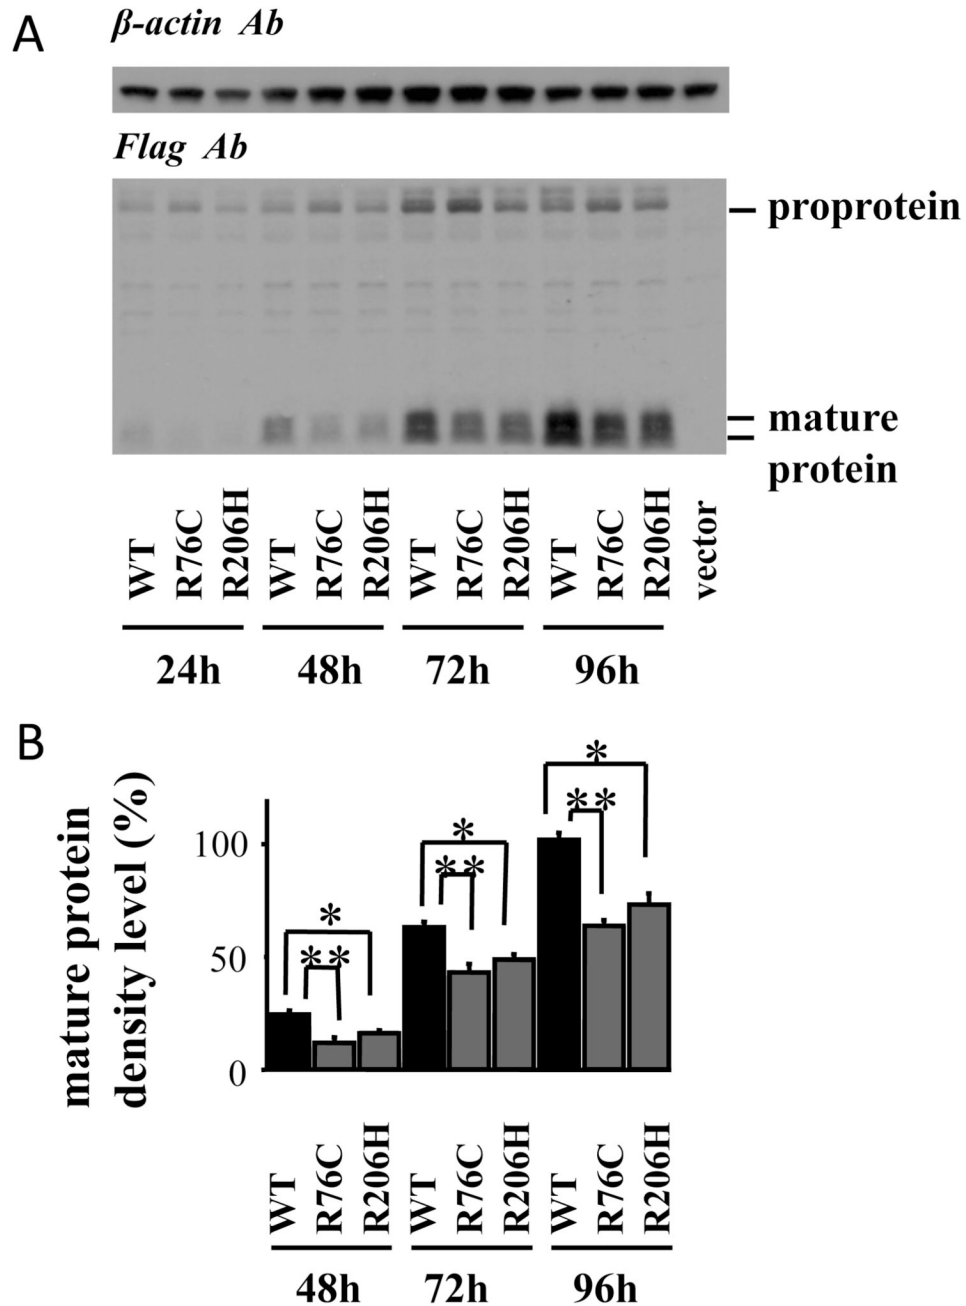 A
β-actin Ab
Flag Ab
proprotein
mature
protein
WT R76C R206H WT R76C R206H WT R76C R206H WT R76C R206H vector
24h 48h 72h 96h
B
mature protein
density level (%)
100
50
0
* ** * ** * **
WT R76C R206H WT R76C R206H WT R76C R206H
48h 72h 96h